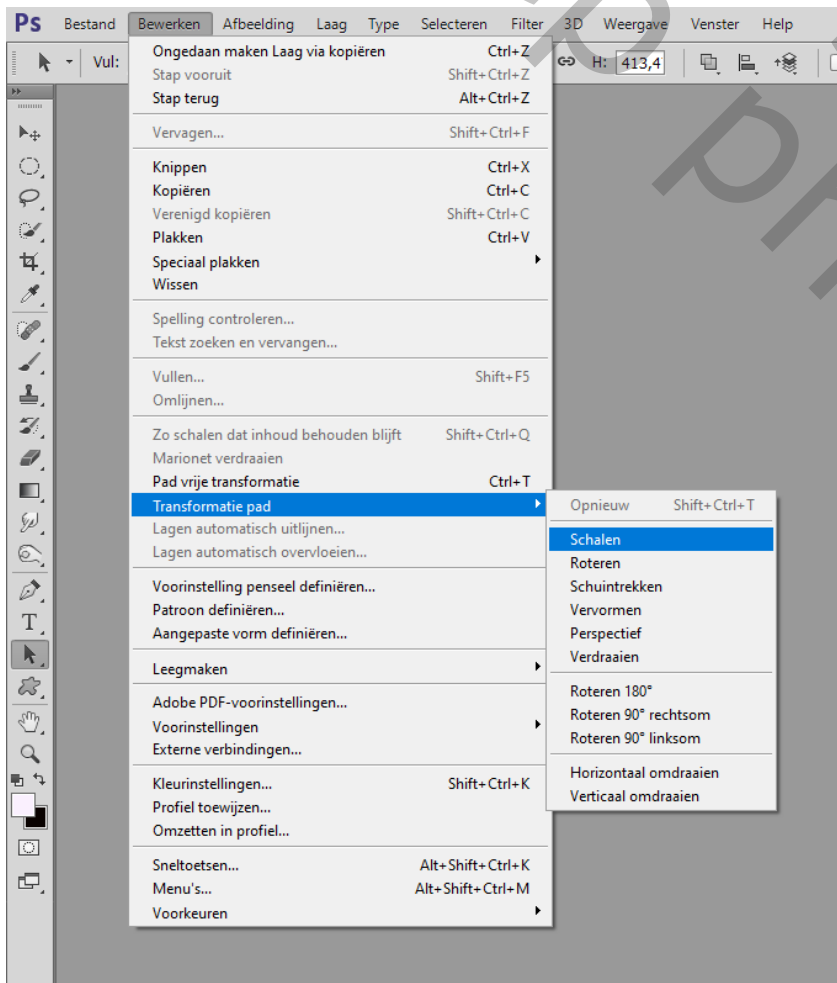 Ps Bestand Bewerken Afbeelding Laag Type Selecteren Filter 3D Weergave Venster Help
Vul: H: 413,4
Ongedaan maken Laag via kopiëren Ctrl+Z
Stap vooruit Shift+Ctrl+Z
Stap terug Alt+Ctrl+Z
Vervagen... Shift+Ctrl+F
Knippen Ctrl+X
Kopiëren Ctrl+C
Verenigd kopiëren Shift+Ctrl+C
Plakken Ctrl+V
Speciaal plakken
Wissen
Spelling controleren...
Tekst zoeken en vervangen...
Vullen... Shift+F5
Omlijnen...
Zo schalen dat inhoud behouden blijft Shift+Ctrl+Q
Marionet verdraaien
Pad vrije transformatie Ctrl+T
Transformatie pad
Lagen automatisch uitlijnen...
Lagen automatisch overvloeien...
Voorinstelling penseel definiëren...
Patroon definiëren...
Aangepaste vorm definiëren...
Leegmaken
Adobe PDF-voorinstellingen...
Voorinstellingen
Externe verbindingen...
Kleurinstellingen... Shift+Ctrl+K
Profiel toewijzen...
Omzetten in profiel...
Sneltoetsen... Alt+Shift+Ctrl+K
Menu's... Alt+Shift+Ctrl+M
Voorkeuren
Opnieuw Shift+Ctrl+T
Schalen
Roteren
Schuintrekken
Vervormen
Perspectief
Verdraaien
Roteren 180°
Roteren 90° rechtsom
Roteren 90° linksom
Horizontaal omdraaien
Verticaal omdraaien